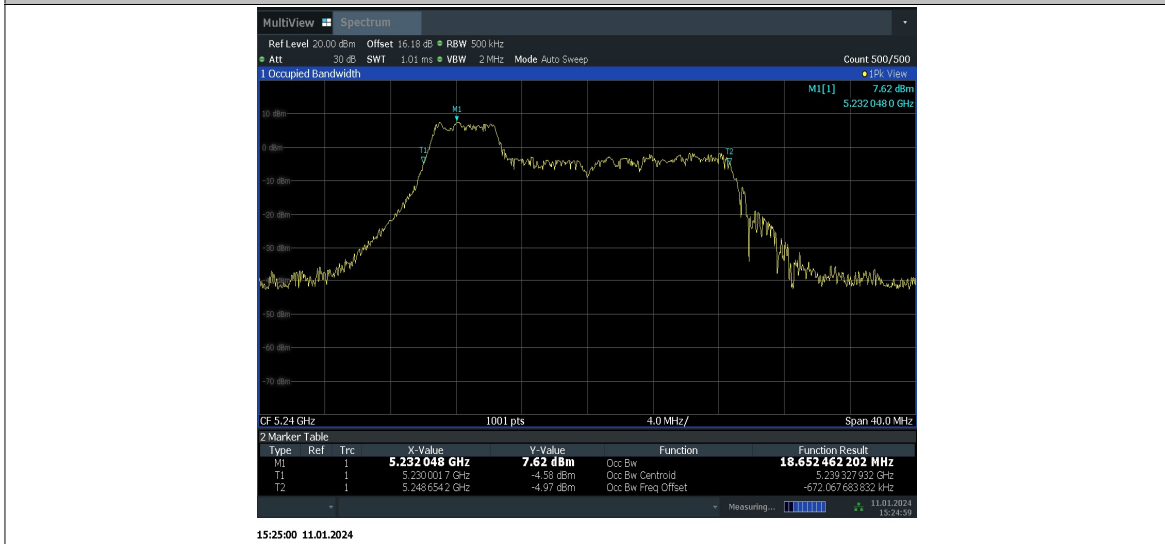 MultiView Spectrum
Ref Level 20.00 dBm Offset 16.18 dB RBW 500 kHz
Att 30 dB SWT 1.01 ms VBW 2 MHz Mode Auto Sweep Count 500/500
1 Occupied Bandwidth 1Pk View
M1[1] 7.62 dBm
5.232 048 0 GHz
M1
10 dBm
T1
T2
0 dBm
-10 dBm
-20 dBm
-30 dBm
-50 dBm
-60 dBm
-70 dBm
CF 5.24 GHz 1001 pts 4.0 MHz/ Span 40.0 MHz
2 Marker Table
Type Ref Trc X-Value Y-Value Function Function Result
M1 1 5.232 048 GHz 7.62 dBm Occ Bw 18.652 462 202 MHz
T1 1 5.230 001 7 GHz -4.58 dBm Occ Bw Centroid 5.239 327 932 GHz
T2 1 5.248 654 2 GHz -4.97 dBm Occ Bw Freq Offset -672.067 683 832 kHz
Measuring... 11.01.2024
15:24:59
15:25:00 11.01.2024